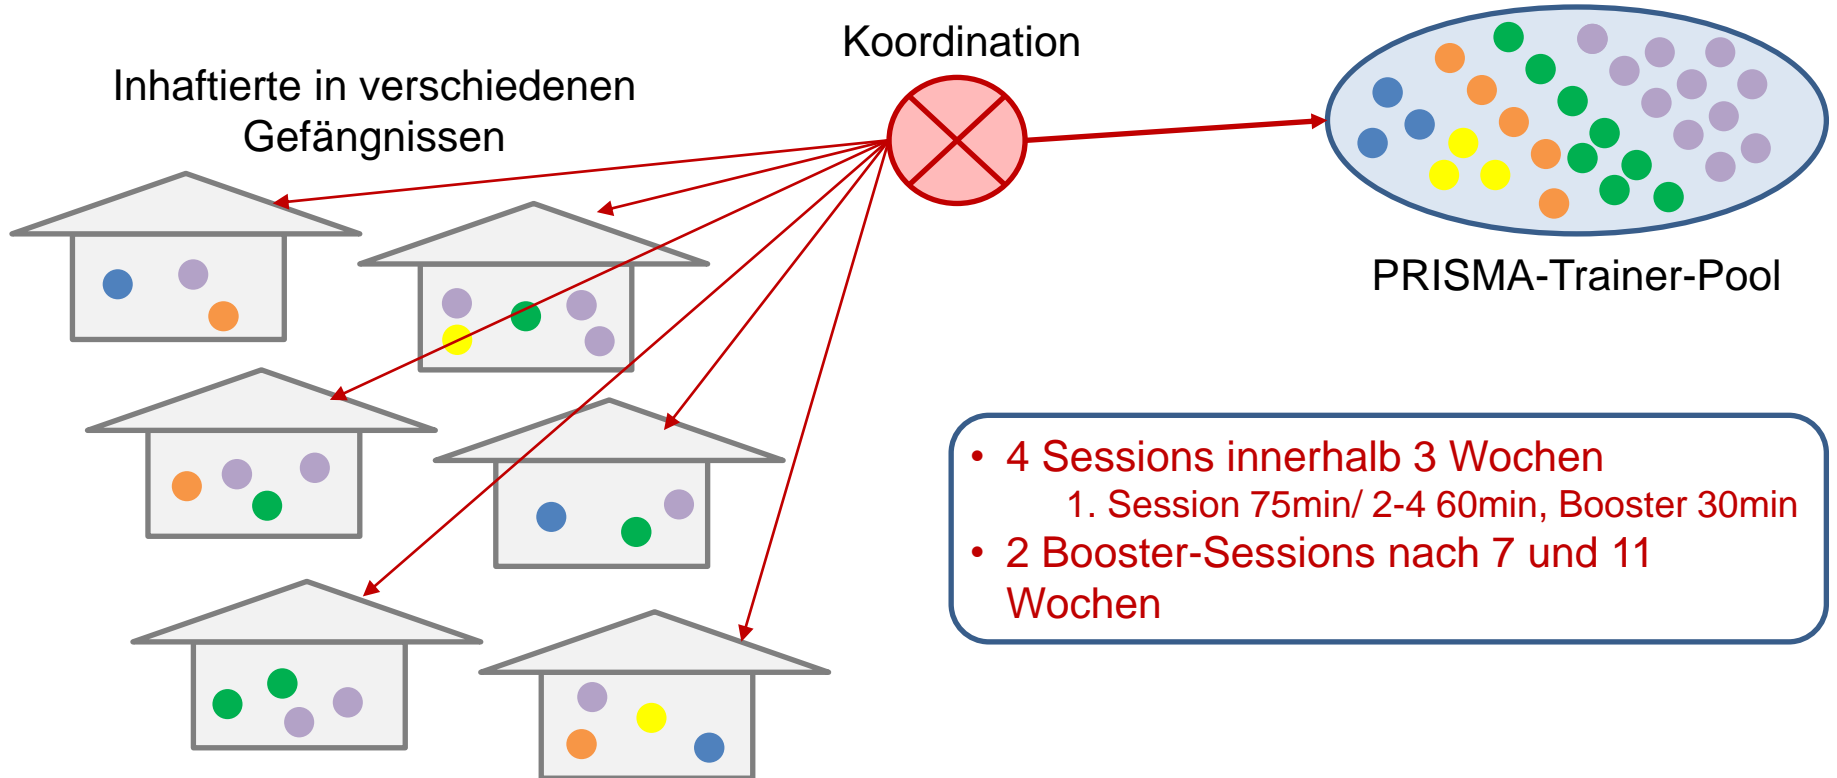 Koordination
Inhaftierte in verschiedenen
Gefängnissen
PRISMA-Trainer-Pool
• 4 Sessions innerhalb 3 Wochen
1. Session 75min/ 2-4 60min, Booster 30min
• 2 Booster-Sessions nach 7 und 11
Wochen